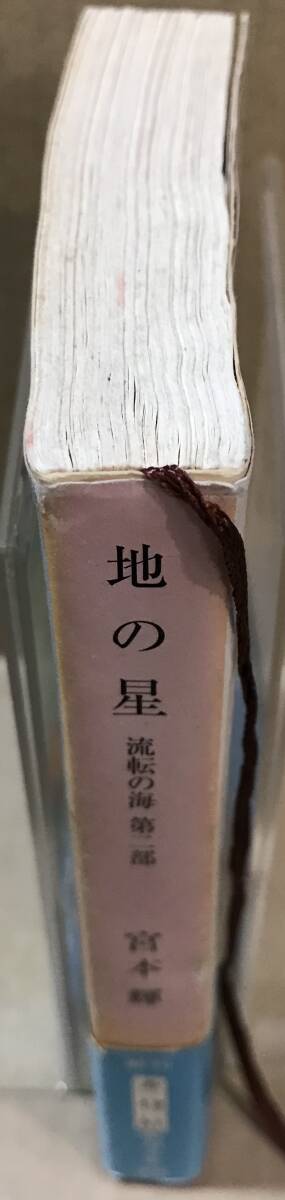 地の星
流転の海 第二部
宮本輝